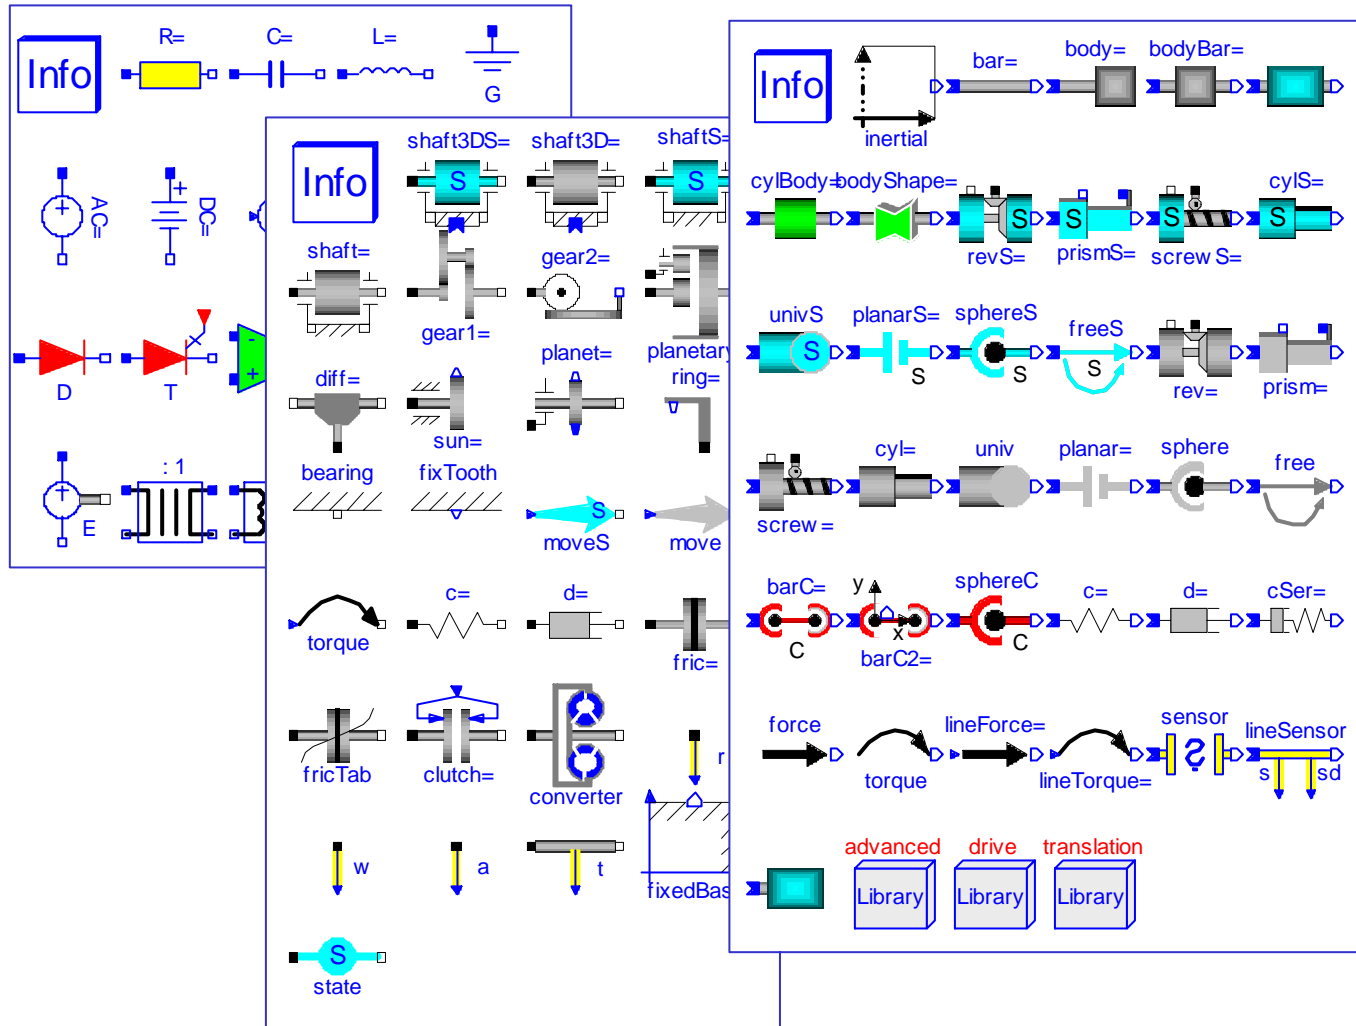 Info
R=
C=
L=
G
AC=
+
DC=
D
T
-
+
+
E
: 1
Info
shaft3DS=
shaft3D=
shaftS=
S
S
shaft=
gear1=
gear2=
planetary
diff=
sun=
planet=
ring=
bearing
fixTooth
S
moveS
move
torque
c=
d=
fric=
fricTab
clutch=
converter
r
fixedBas
w
a
t
S
state
Info
inertial
bar=
body=
bodyBar=
cylBody=
bodyShape=
S
revS=
S
prismS=
S
screwS=
cylS=
S
univS
S
planarS=
S
sphereS
S
freeS
S
rev=
prism=
screw=
cyl=
univ
planar=
sphere
free
barC=
C
y
x
barC2=
sphereC
C
c=
d=
cSer=
force
torque
lineForce=
lineTorque=
sensor
lineSensor
s
sd
advanced
Library
drive
Library
translation
Library